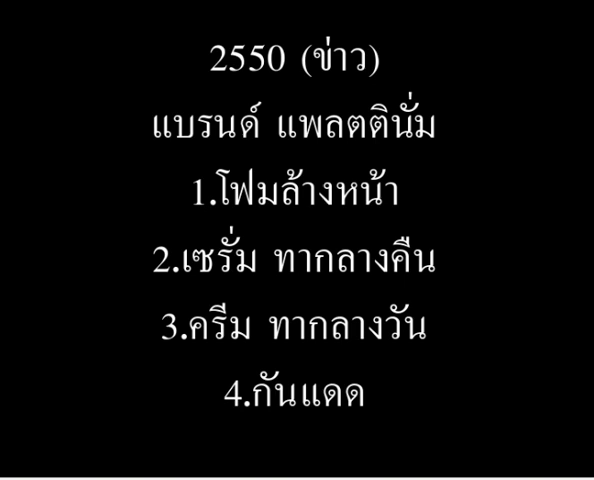 2550 (ข่าว)
แบรนด์ แพลตตินั่ม
1.โฟมล้างหน้า
2.เซรั่ม ทากลางคืน
3.ครีม ทากลางวัน
4.กันแดด